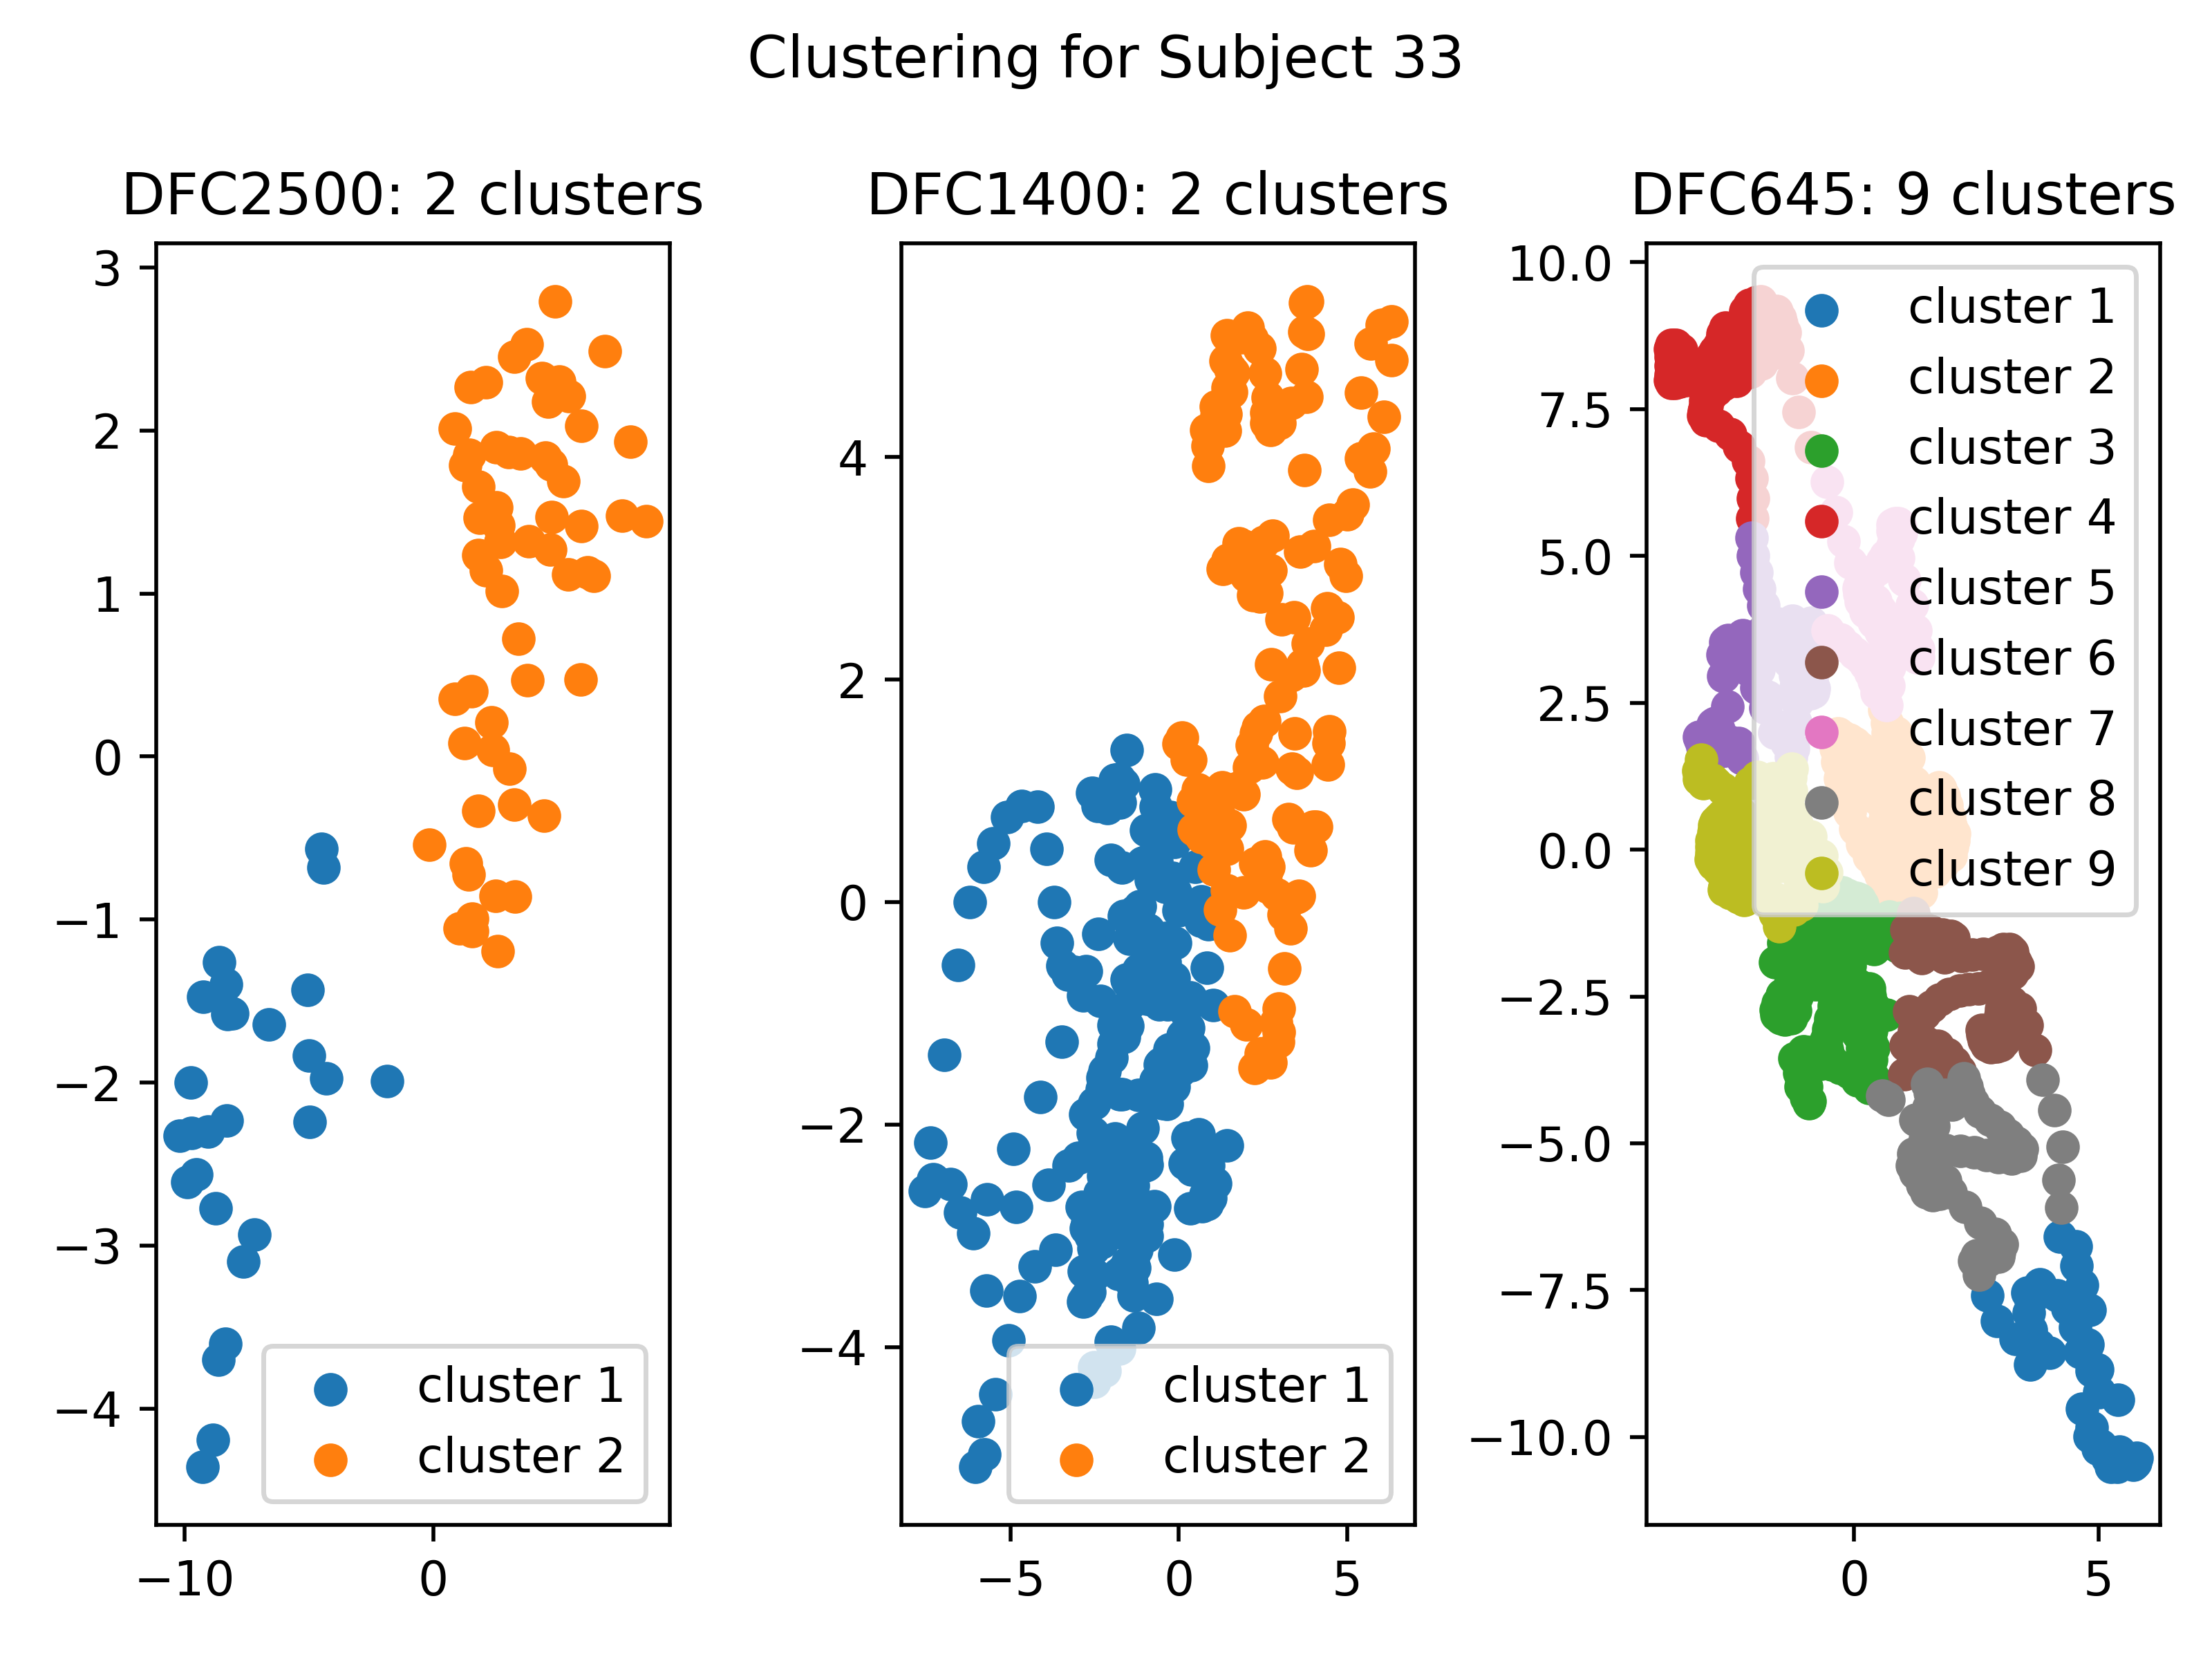 Clustering for Subject 33
DFC2500: 2 clusters
3
2
1
0
−1
−2
−3
−4
−10
0
cluster 1
cluster 2
DFC1400: 2 clusters
4
2
0
−2
−4
−5
0
5
cluster 1
cluster 2
DFC645: 9 clusters
10.0
7.5
5.0
2.5
0.0
−2.5
−5.0
−7.5
−10.0
0
5
cluster 1
cluster 2
cluster 3
cluster 4
cluster 5
cluster 6
cluster 7
cluster 8
cluster 9